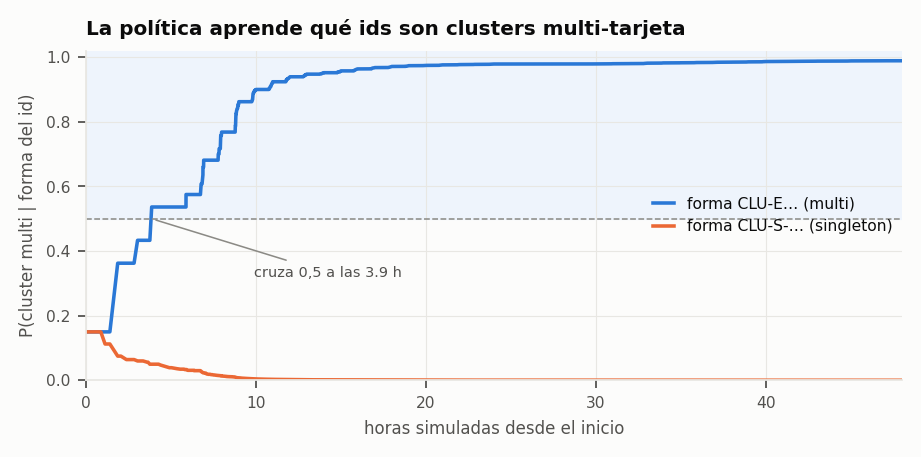 La política aprende qué ids son clusters multi-tarjeta
P(cluster multi | forma del id)
1.0
0.8
0.6
0.4
0.2
0.0
forma CLU-E… (multi)
forma CLU-S-… (singleton)
cruza 0,5 a las 3.9 h
0 10 20 30 40
horas simuladas desde el inicio